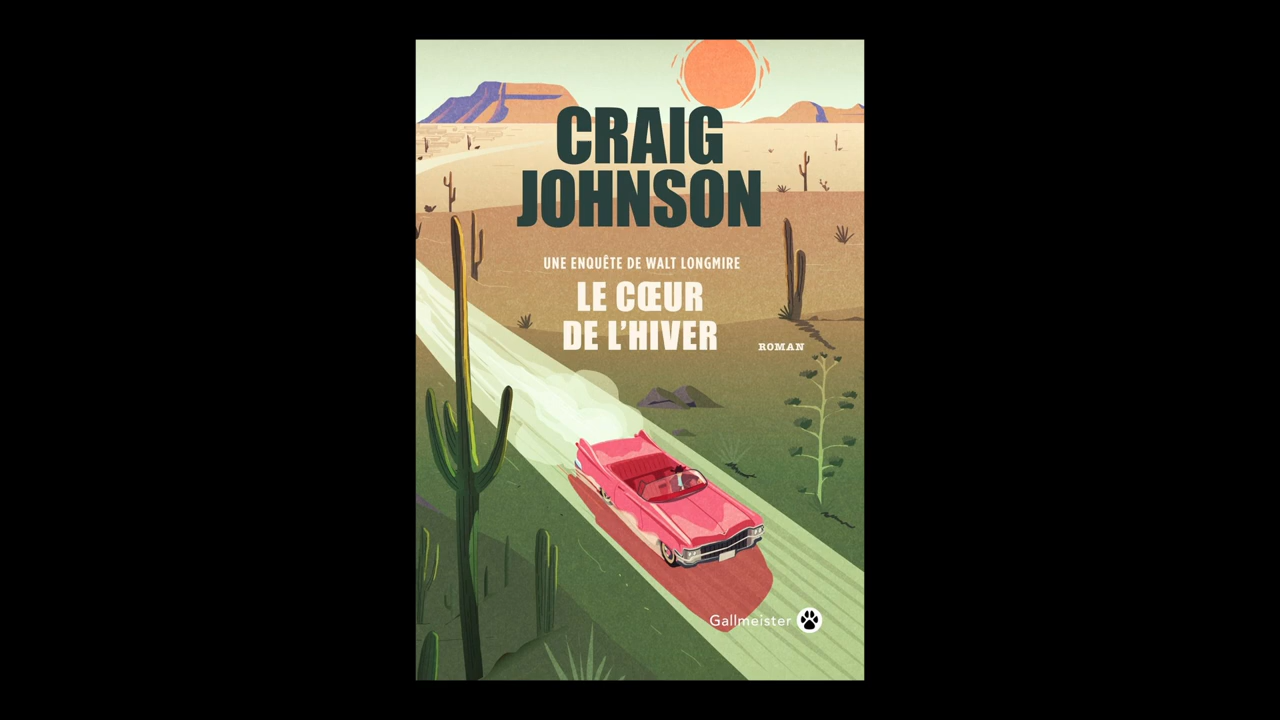 CRAIG
JOHNSON
UNE ENQUÊTE DE WALT LONGMIRE
LE CŒUR
DE L’HIVER
ROMAN
Gallmeister